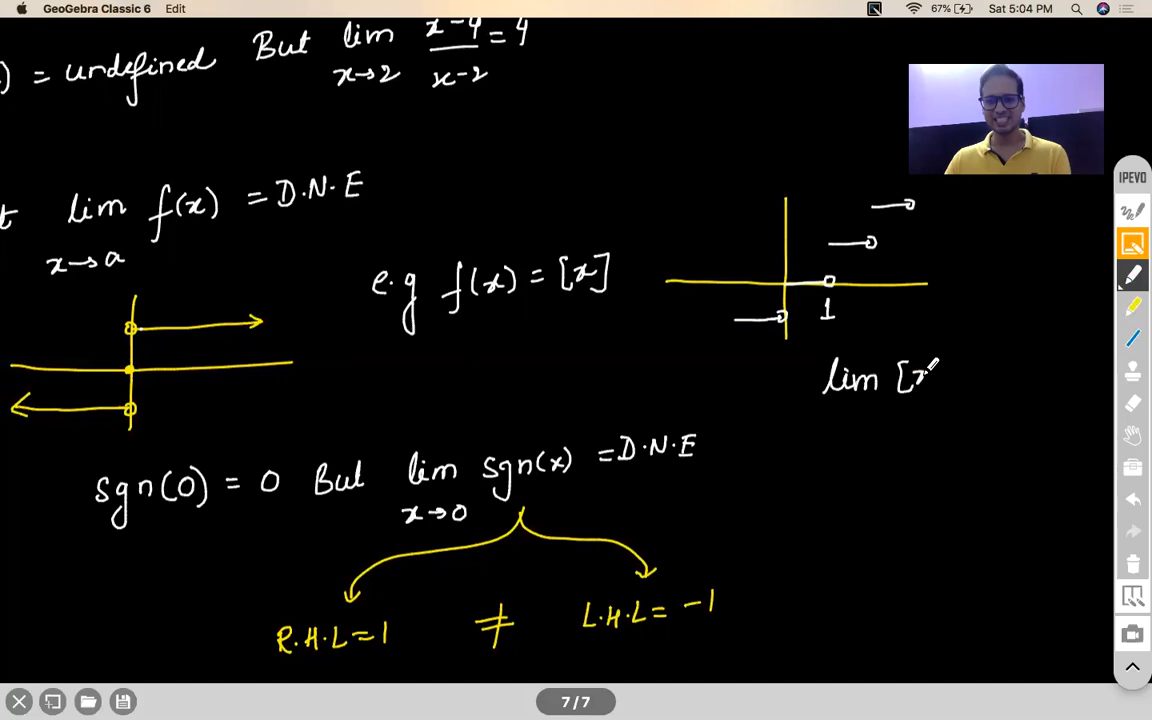 GeoGebra Classic 6 Edit 67% Sat 5:04 PM
) = undefined But lim x-4 = 4
x→2 x-2
t lim f(x) = D.N.E
x→a
e.g f(x) = [x]
1
lim [x
sgn(0) = 0 But lim sgn(x) = D.N.E
x→0
R.H.L=1 ≠ L.H.L= -1
IPEVO
7/7